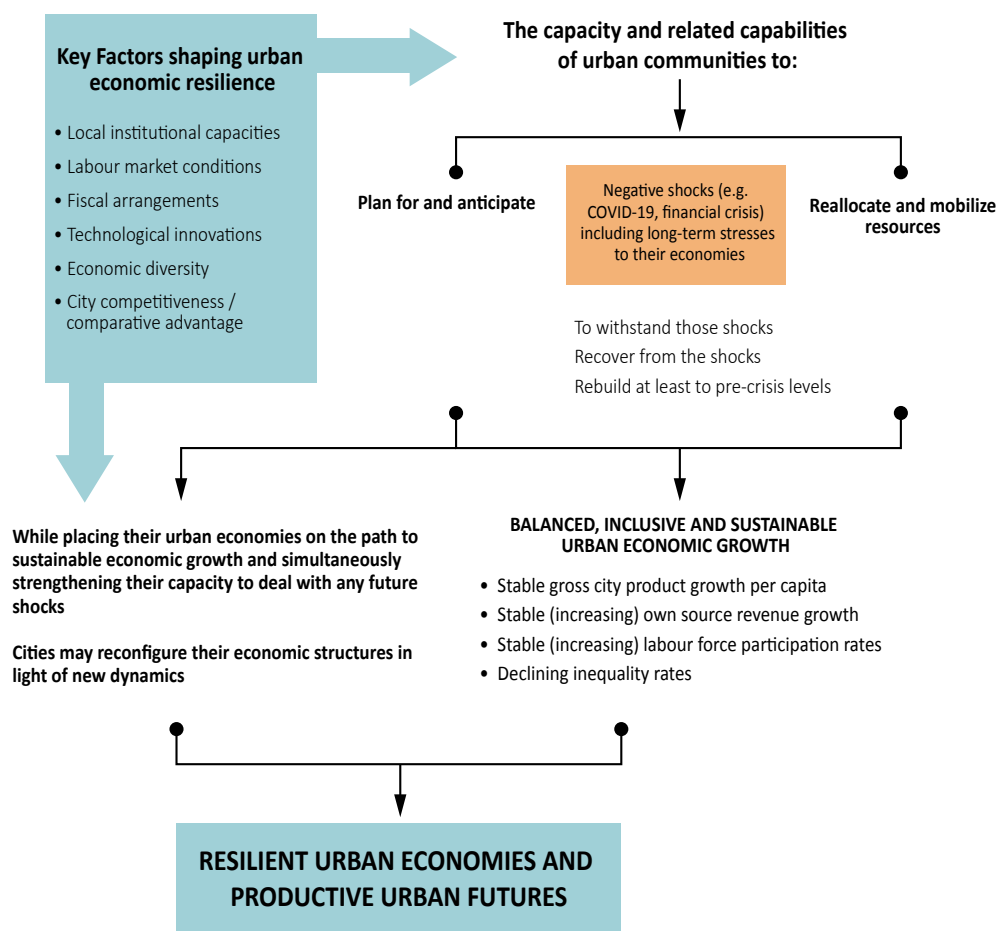 Key Factors shaping urban
economic resilience
• Local institutional capacities
• Labour market conditions
• Fiscal arrangements
• Technological innovations
• Economic diversity
• City competitiveness /
comparative advantage
The capacity and related capabilities
of urban communities to:
Plan for and anticipate
Negative shocks (e.g.
COVID-19, financial crisis)
including long-term stresses
to their economies
Reallocate and mobilize
resources
To withstand those shocks
Recover from the shocks
Rebuild at least to pre-crisis levels
While placing their urban economies on the path to
sustainable economic growth and simultaneously
strengthening their capacity to deal with any future
shocks
Cities may reconfigure their economic structures in
light of new dynamics
BALANCED, INCLUSIVE AND SUSTAINABLE
URBAN ECONOMIC GROWTH
• Stable gross city product growth per capita
• Stable (increasing) own source revenue growth
• Stable (increasing) labour force participation rates
• Declining inequality rates
RESILIENT URBAN ECONOMIES AND
PRODUCTIVE URBAN FUTURES